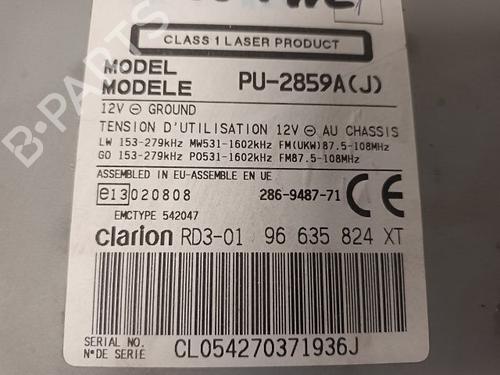 CLASS 1 LASER PRODUCT
MODEL
MODELE PU-2859A(J)
12V ⊖ GROUND
TENSION D'UTILISATION 12V ⊖ AU CHASSIS
LW 153-279kHz MW531-1602kHz FM(UKW)87.5-108MHz
GO 153-279kHz PO531-1602kHz FM87.5-108MHz
ASSEMBLED IN EU-ASSEMBLE EN UE
e13 020808 286-9487-71 CE
EMCTYPE 542047
clarion RD3-01 96 635 824 XT
SERIAL NO.
N° DE SERIE CL054270371936J